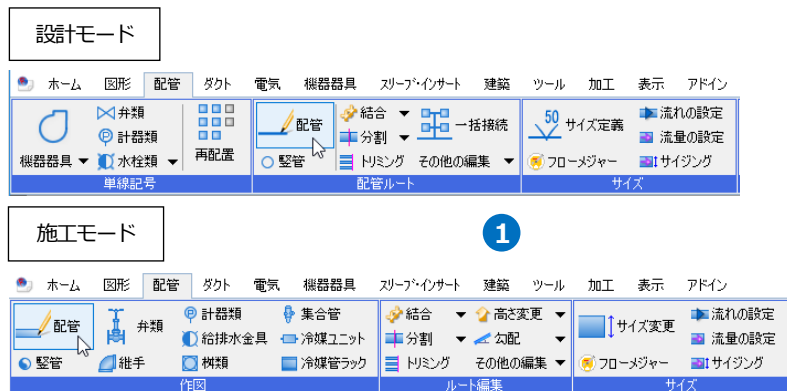 設計モード
ホーム 図形 配管 ダクト 電気 機器器具 スリーブ・インサート 建築 ツール 加工 表示 アドイン
弁類 配管 結合 一括接続 50 サイズ定義 流れの設定
P 計器類 分割 流量の設定
機器器具 水栓類 再配置 竪管 トリミング その他の編集 フローメジャー サイジング
単線記号 配管ルート サイズ
施工モード
1
ホーム 図形 配管 ダクト 電気 機器器具 スリーブ・インサート 建築 ツール 加工 表示 アドイン
配管 弁類 P 計器類 集合管 結合 高さ変更 サイズ変更 流れの設定
給排水金具 冷媒ユニット 分割 勾配 流量の設定
竪管 継手 桝類 冷媒管ラック トリミング その他の編集 フローメジャー サイジング
作図 ルート編集 サイズ